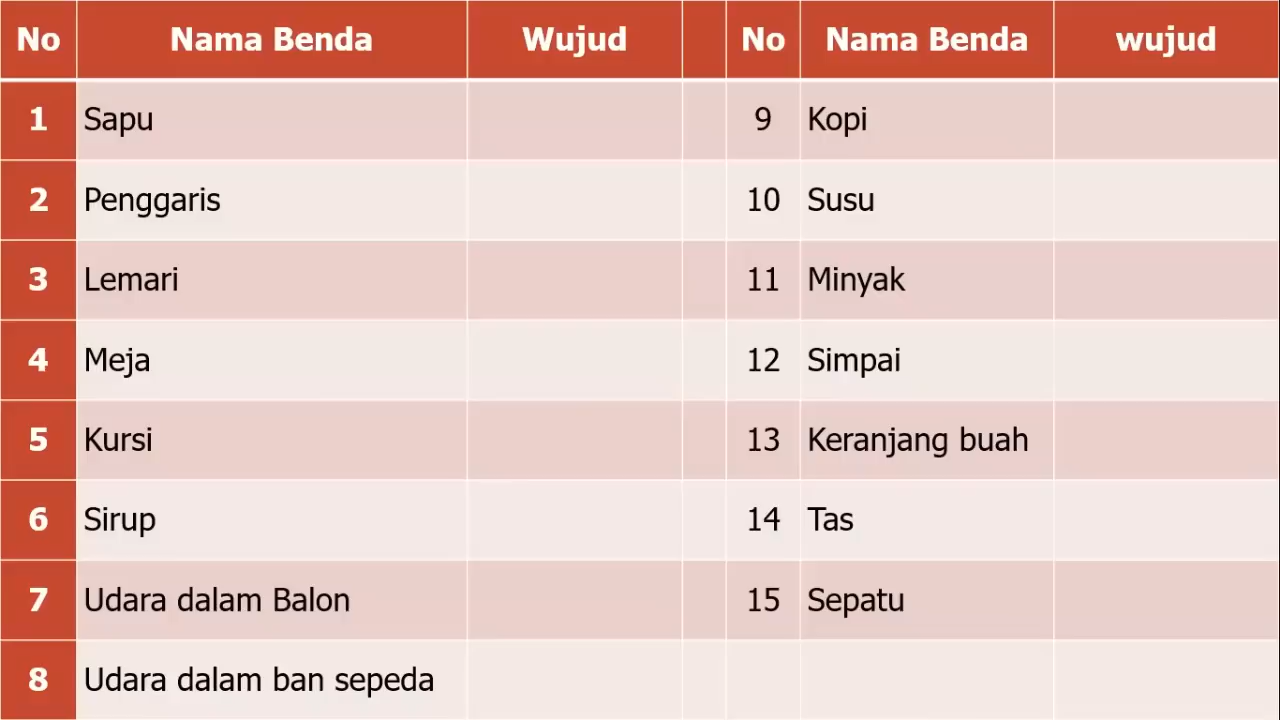 No Nama Benda Wujud No Nama Benda wujud
1 Sapu 9 Kopi
2 Penggaris 10 Susu
3 Lemari 11 Minyak
4 Meja 12 Simpai
5 Kursi 13 Keranjang buah
6 Sirup 14 Tas
7 Udara dalam Balon 15 Sepatu
8 Udara dalam ban sepeda